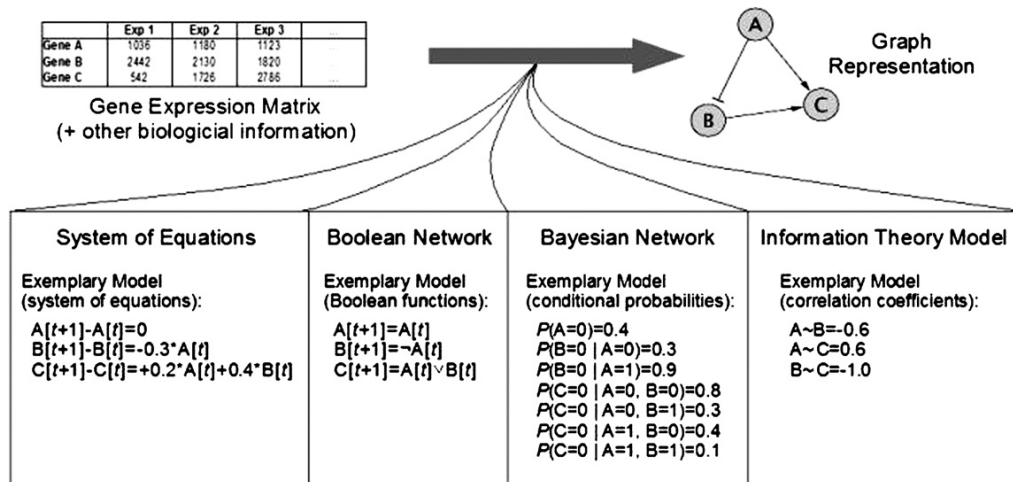 Exp 1 Exp 2 Exp 3 ...
Gene A 1036 1180 1123 ...
Gene B 2442 2130 1820 ...
Gene C 542 1726 2786 ...
Gene Expression Matrix
(+ other biologicial information)
A
B
C
Graph
Representation
System of Equations
Exemplary Model
(system of equations):
A[t+1]-A[t]=0
B[t+1]-B[t]=-0.3*A[t]
C[t+1]-C[t]=+0.2*A[t]+0.4*B[t]
Boolean Network
Exemplary Model
(Boolean functions):
A[t+1]=A[t]
B[t+1]=¬A[t]
C[t+1]=A[t]∨B[t]
Bayesian Network
Exemplary Model
(conditional probabilities):
P(A=0)=0.4
P(B=0 | A=0)=0.3
P(B=0 | A=1)=0.9
P(C=0 | A=0, B=0)=0.8
P(C=0 | A=0, B=1)=0.3
P(C=0 | A=1, B=0)=0.4
P(C=0 | A=1, B=1)=0.1
Information Theory Model
Exemplary Model
(correlation coefficients):
A~B=-0.6
A~C=0.6
B~C=-1.0